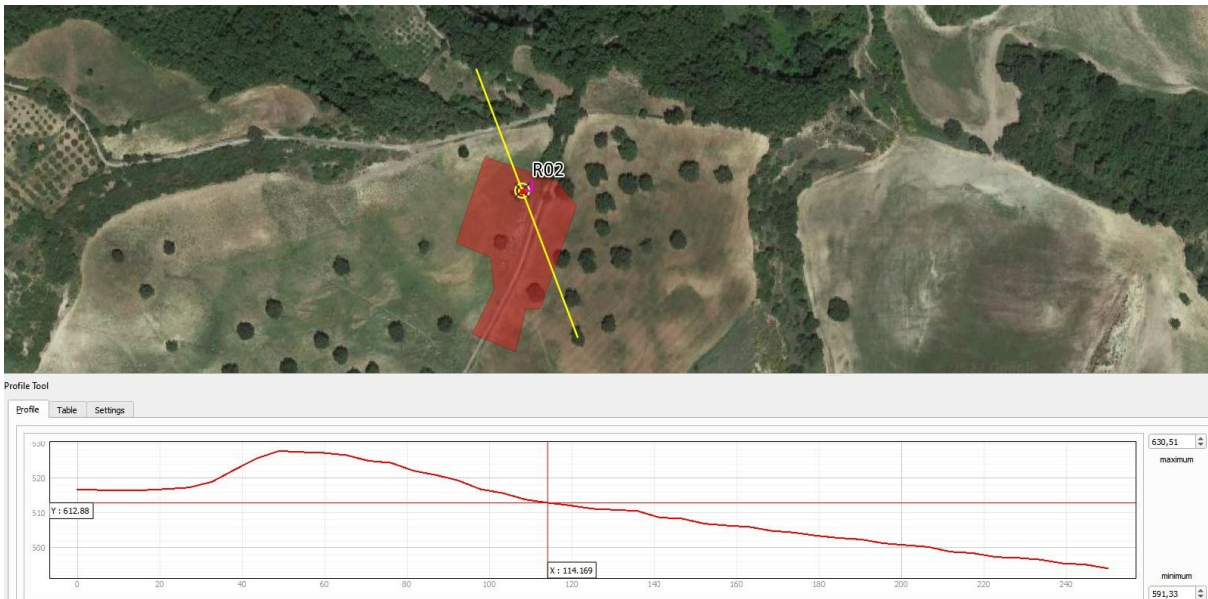 R02
Profile Tool
Profile Table Settings
530
520
510
500
Y : 612.88
X : 114.169
0 20 40 60 80 100 120 140 160 180 200 220 240
630,51
maximum
minimum
591,33